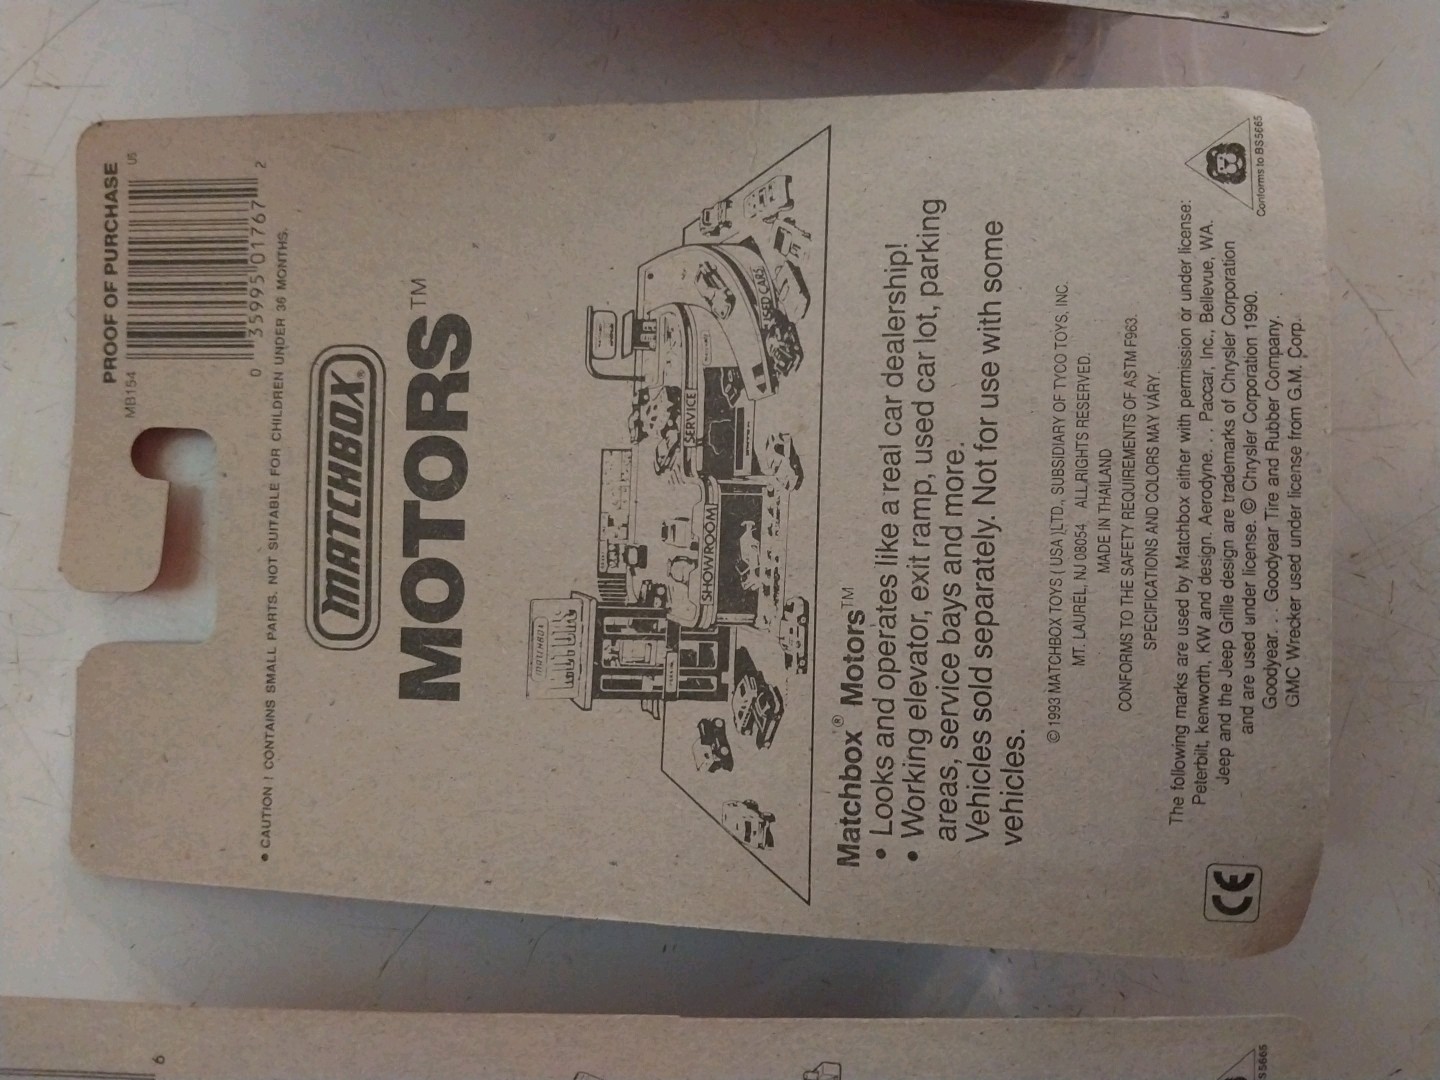 PROOF OF PURCHASE
MB154 US
0 35995 01767 2
• CAUTION ! CONTAINS SMALL PARTS. NOT SUITABLE FOR CHILDREN UNDER 36 MONTHS.
MATCHBOX®
MOTORS™
MATCHBOX
SHOWROOM
SERVICE
USED CARS
Matchbox® Motors™
• Looks and operates like a real car dealership!
• Working elevator, exit ramp, used car lot, parking
areas, service bays and more.
Vehicles sold separately. Not for use with some
vehicles.
© 1993 MATCHBOX TOYS ( USA ) LTD., SUBSIDIARY OF TYCO TOYS, INC.
MT. LAUREL, NJ 08054 ALL RIGHTS RESERVED.
MADE IN THAILAND
CONFORMS TO THE SAFETY REQUIREMENTS OF ASTM F963.
SPECIFICATIONS AND COLORS MAY VARY.
The following marks are used by Matchbox either with permission or under license:
Peterbilt, kenworth, KW and design. Aerodyne. . . Paccar, Inc., Bellevue, WA.
Jeep and the Jeep Grille design are trademarks of Chrysler Corporation
and are used under license. © Chrysler Corporation 1990.
Goodyear. . . Goodyear Tire and Rubber Company.
GMC Wrecker used under license from G.M. Corp.
CE
Conforms to BS5665
6
S5665